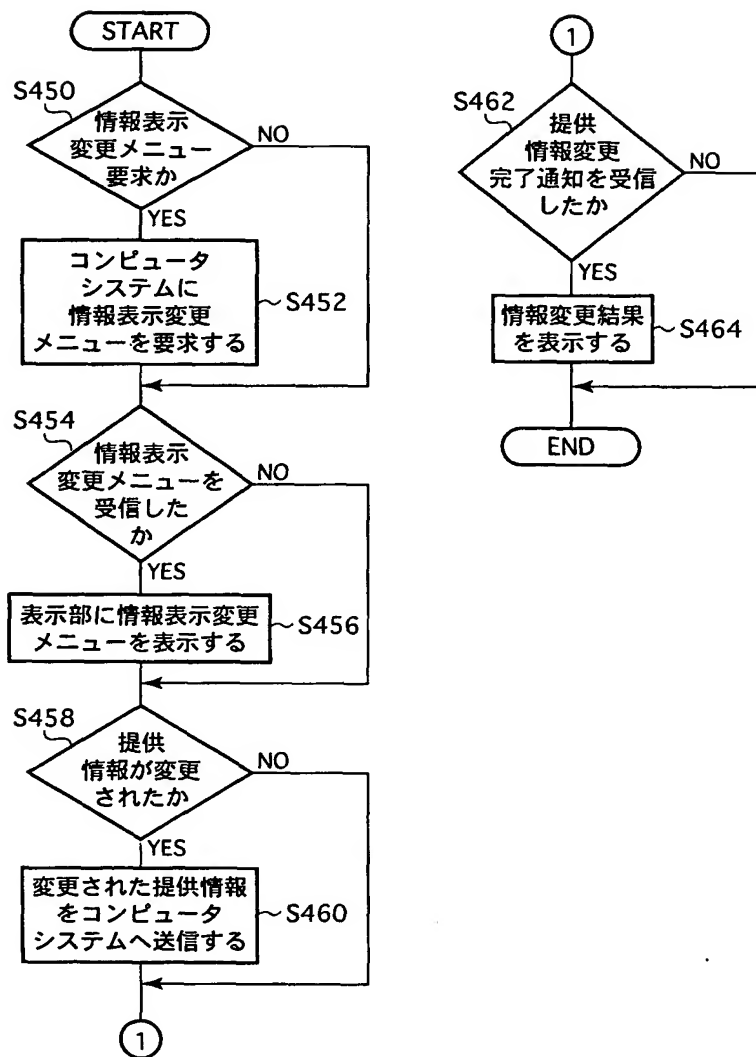 START
S450
情報表示
変更メニュー
要求か
NO
YES
コンピュータ
システムに
情報表示変更
メニューを要求する
S452
S454
情報表示
変更メニューを
受信した
か
NO
YES
表示部に情報表示変更
メニューを表示する
S456
S458
提供
情報が変更
されたか
NO
YES
変更された提供情報
をコンピュータ
システムへ送信する
S460
1
1
S462
提供
情報変更
完了通知を受信
したか
NO
YES
情報変更結果
を表示する
S464
END